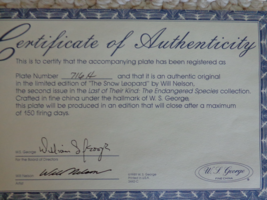 Certificate of Authenticity
This is to certify that the accompanying plate has been registered as
Plate Number and that it is an authentic original
in the limited edition of "The Snow Leopard" by Will Nelson,
the second issue in the Last of Their Kind: The Endangered Species collection.
Crafted in fine china under the hallmark of W. S. George,
this plate will be produced in an edition that will close after a maximum of
150 firing days.
W. S. George